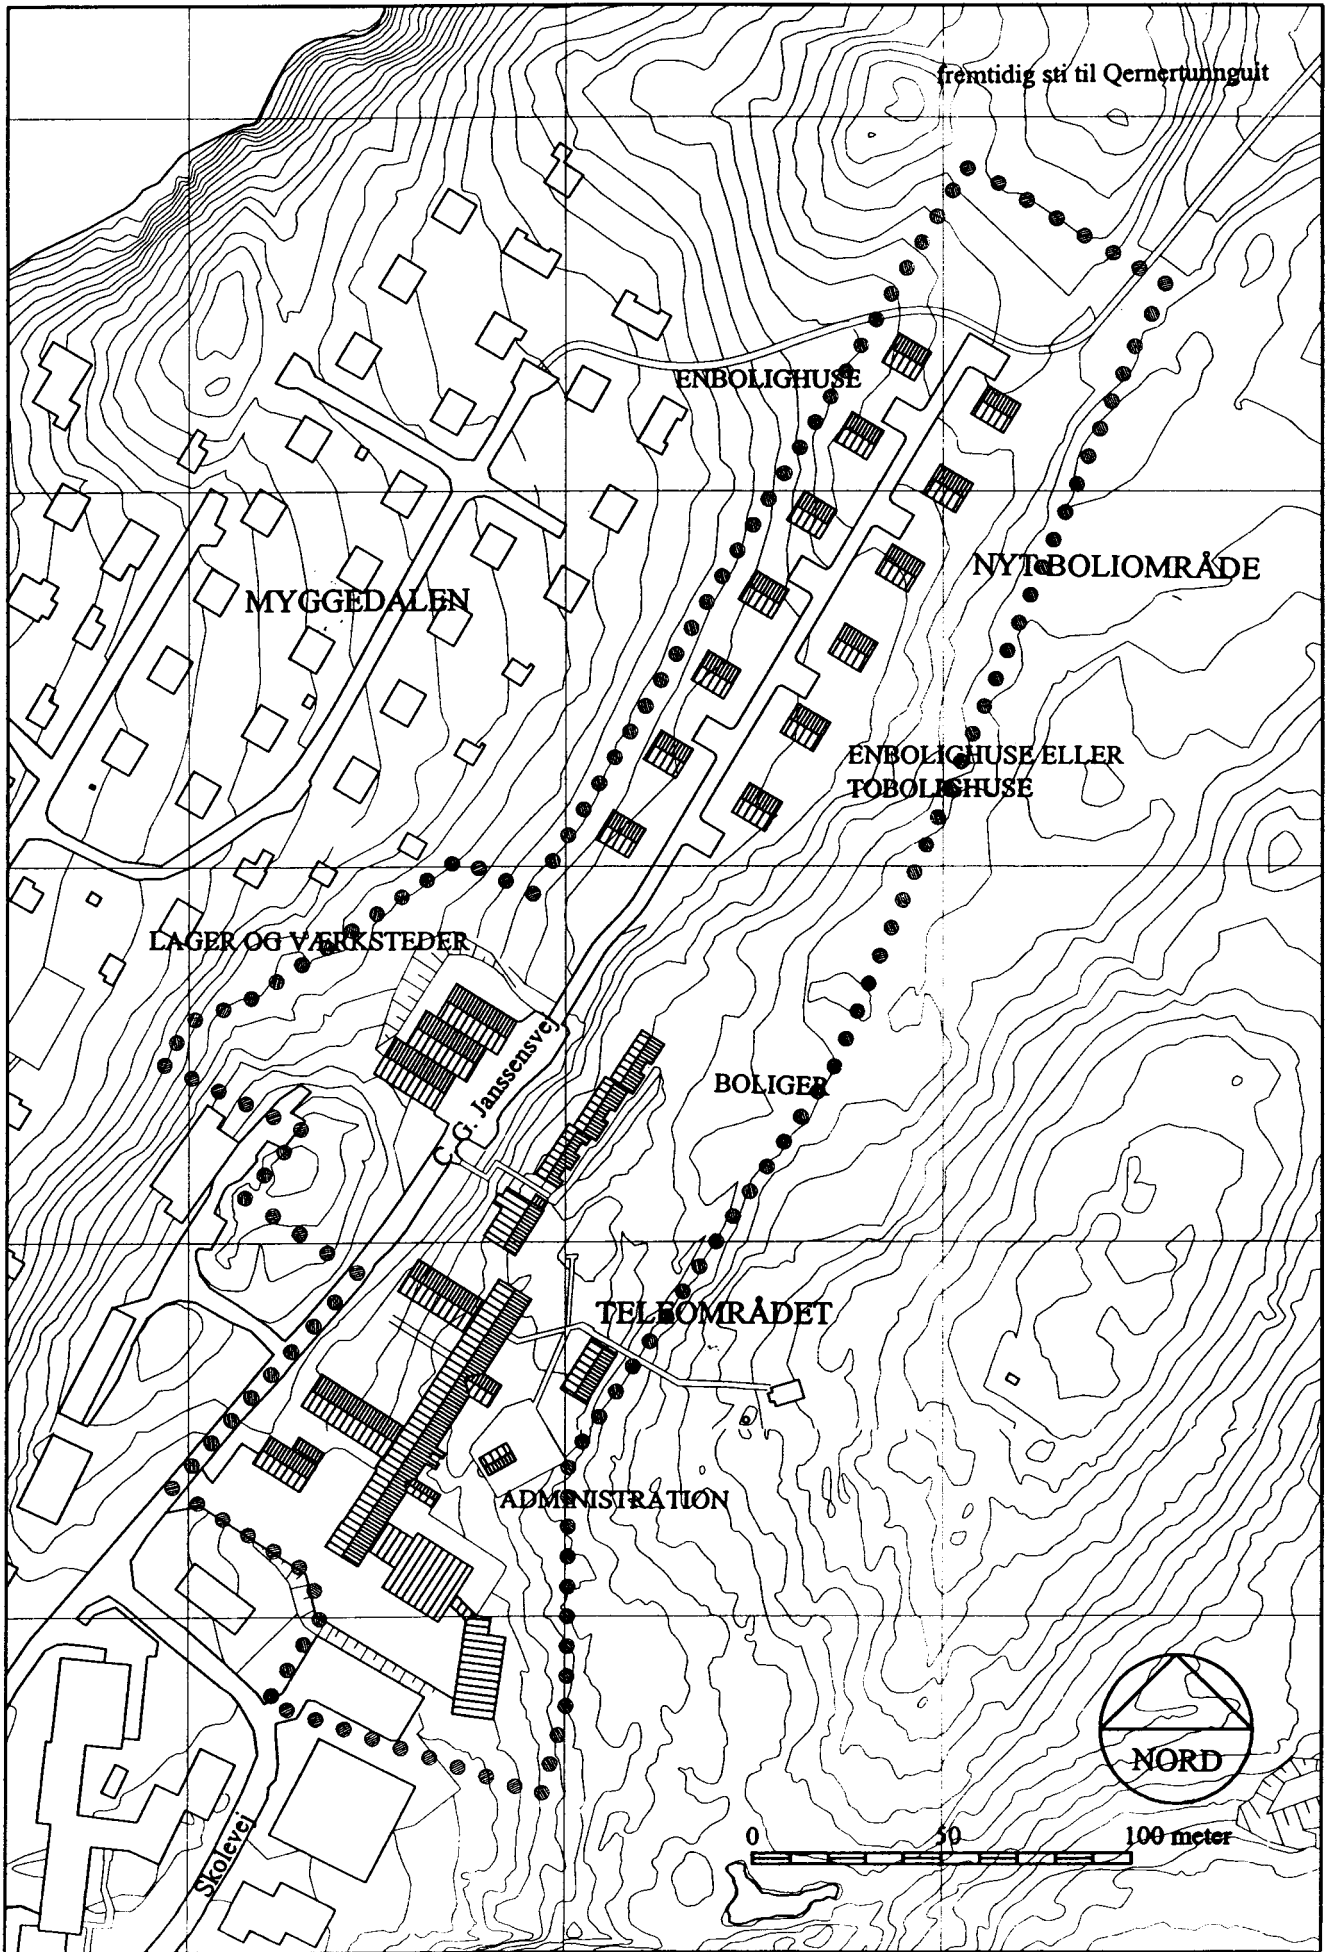 fremtidig sti til Qernertunnguit
ENBOLIGHUSE
NYT BOLIOMRÅDE
MYGGEDALEN
ENBOLIGHUSE ELLER
TOBOLIGHUSE
LAGER OG VÆRKSTEDER
C. G. Janssensvej
BOLIGER
TELEOMRÅDET
ADMINISTRATION
NORD
Skolevej
0 50 100 meter